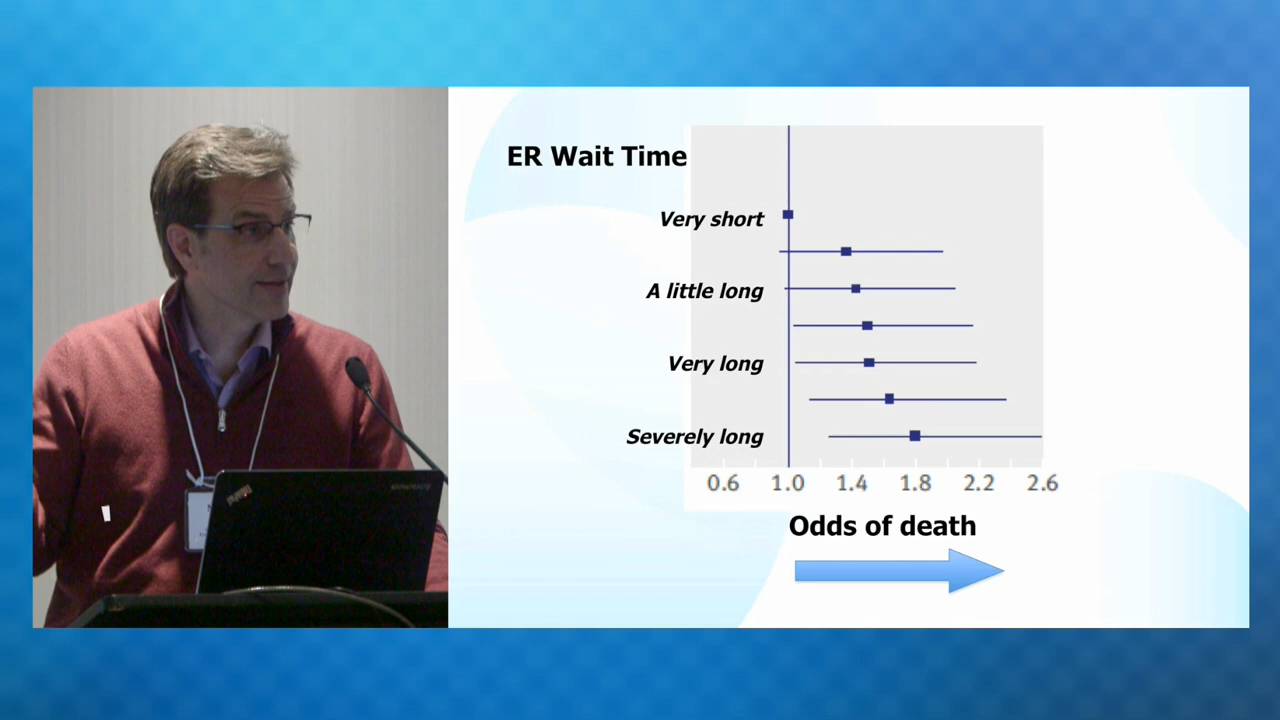 ER Wait Time
Very short
A little long
Very long
Severely long
0.6 1.0 1.4 1.8 2.2 2.6
Odds of death